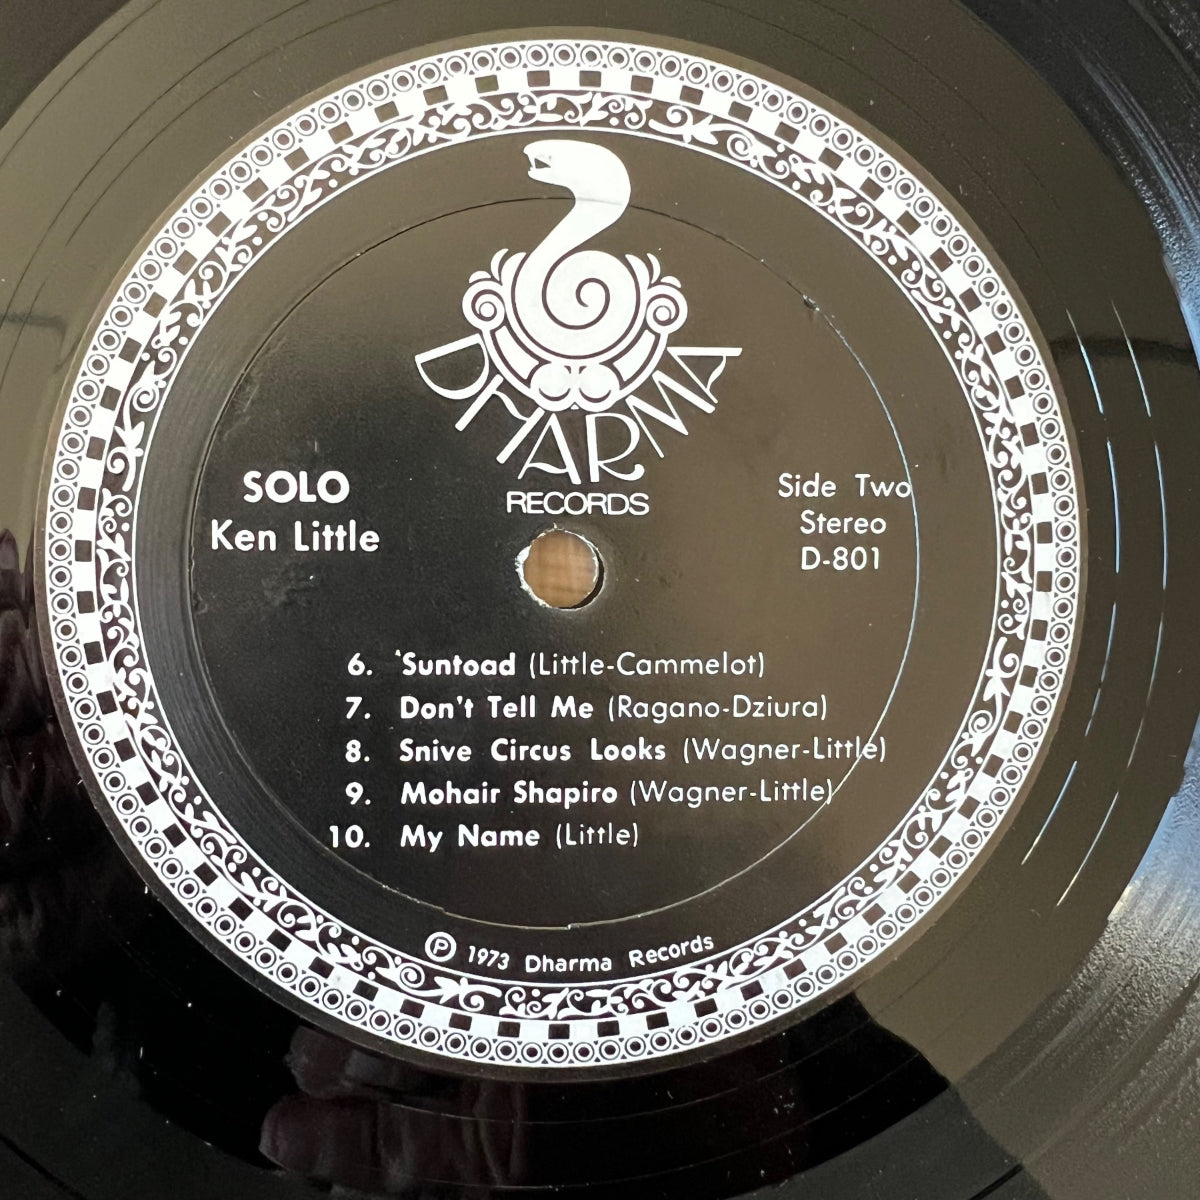 DHARMA
RECORDS
SOLO
Ken Little
Side Two
Stereo
D-801
6. Suntoad (Little-Cammelot)
7. Don't Tell Me (Ragano-Dziura)
8. Snive Circus Looks (Wagner-Little)
9. Mohair Shapiro (Wagner-Little)
10. My Name (Little)
℗ 1973 Dharma Records